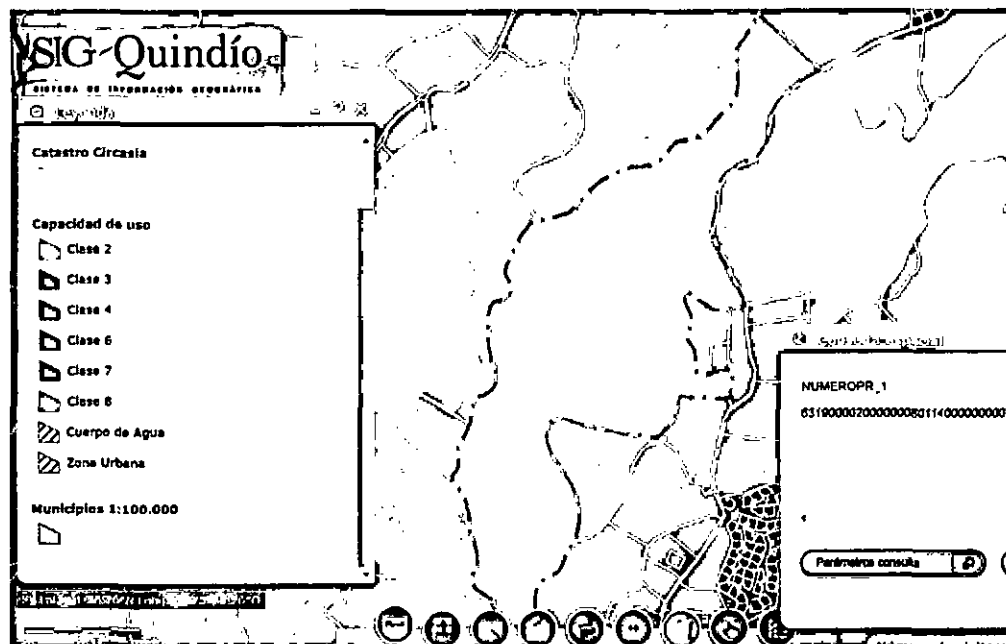 SIG Quindío
SISTEMA DE INFORMACIÓN GEOGRÁFICA
Catastro Circasia
Capacidad de uso
Clase 2
Clase 3
Clase 4
Clase 6
Clase 7
Clase 8
Cuerpo de Agua
Zona Urbana
Municipios 1:100.000
NUMEROPR_1
Parámetros consulta